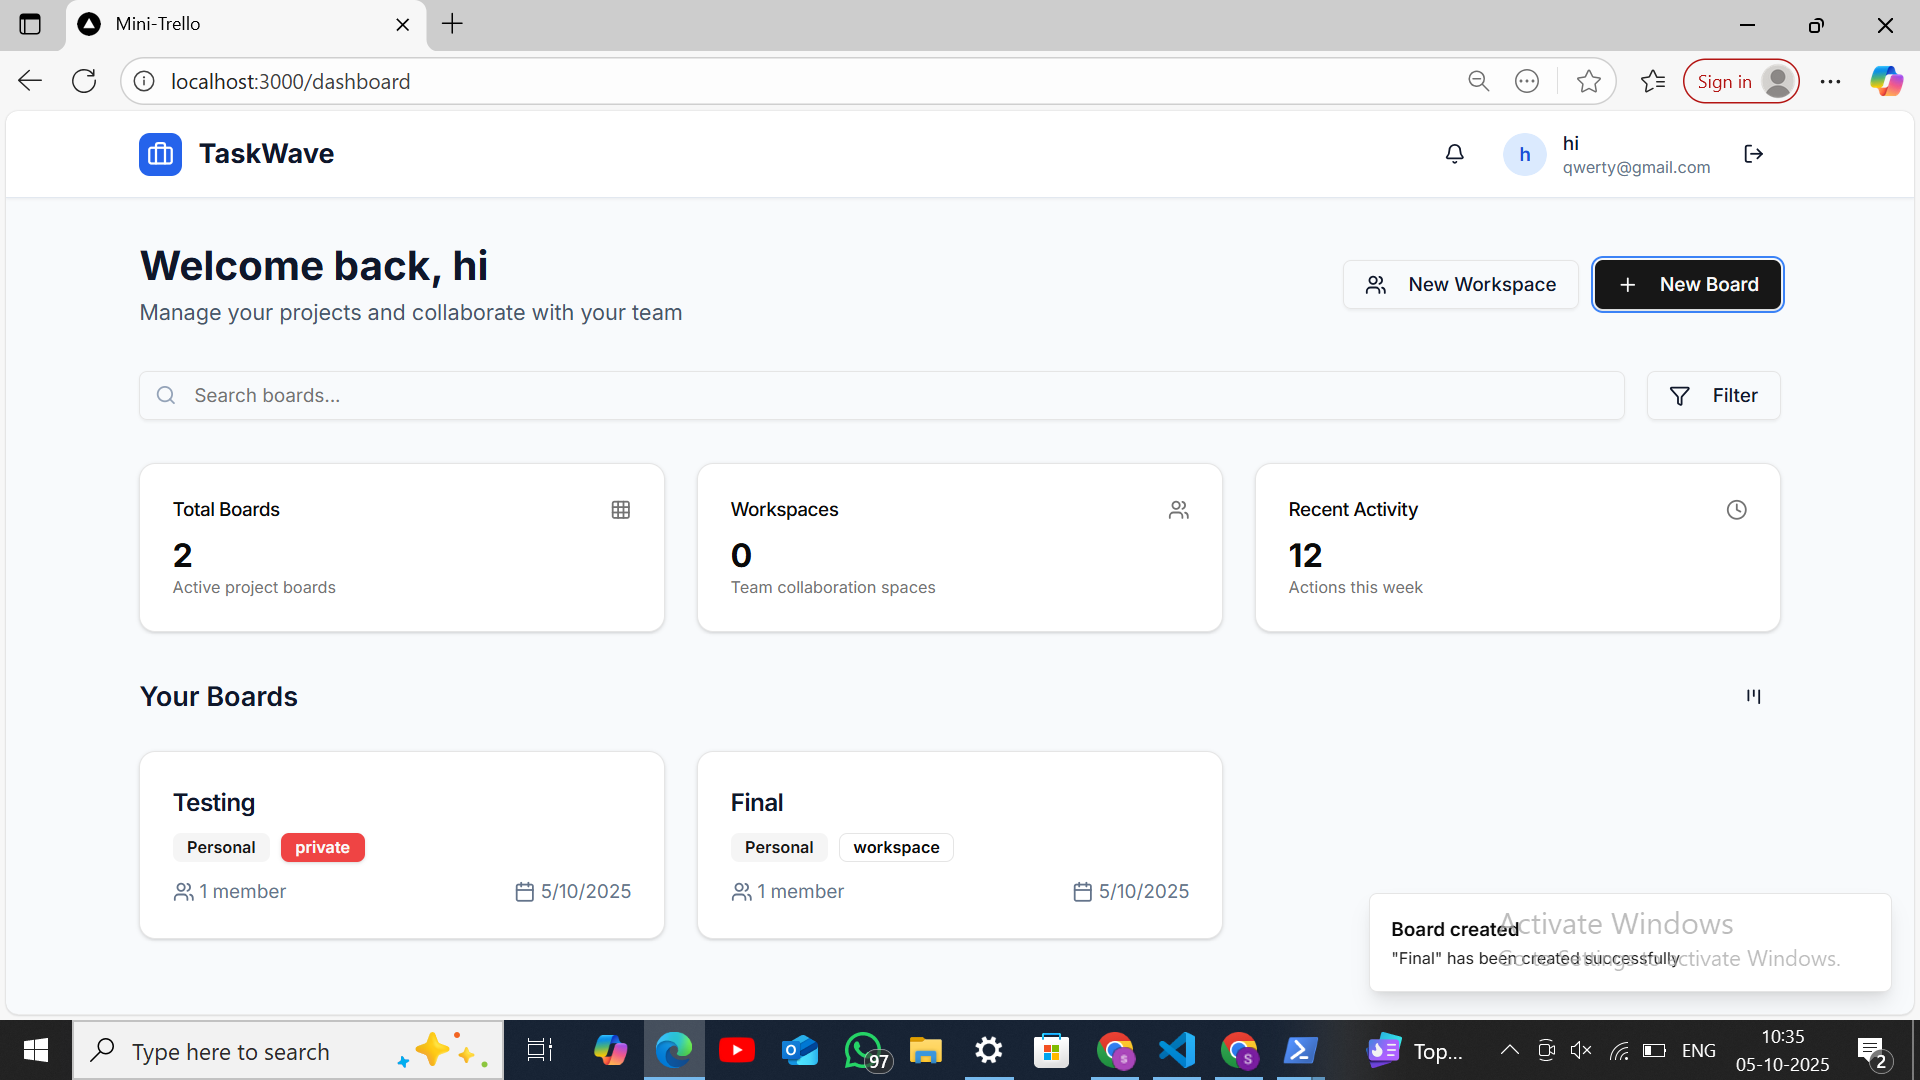 Mini-Trello
localhost:3000/dashboard
Sign in
TaskWave
h
hi
qwerty@gmail.com
Welcome back, hi
Manage your projects and collaborate with your team
New Workspace
New Board
Search boards...
Filter
Total Boards
2
Active project boards
Workspaces
0
Team collaboration spaces
Recent Activity
12
Actions this week
Your Boards
Testing
Personal
private
1 member
5/10/2025
Final
Personal
workspace
1 member
5/10/2025
Board created
"Final" has been created successfully
Activate Windows
Go to Settings to activate Windows.
Type here to search
97
S
S
Top...
ENG
10:35
05-10-2025
2